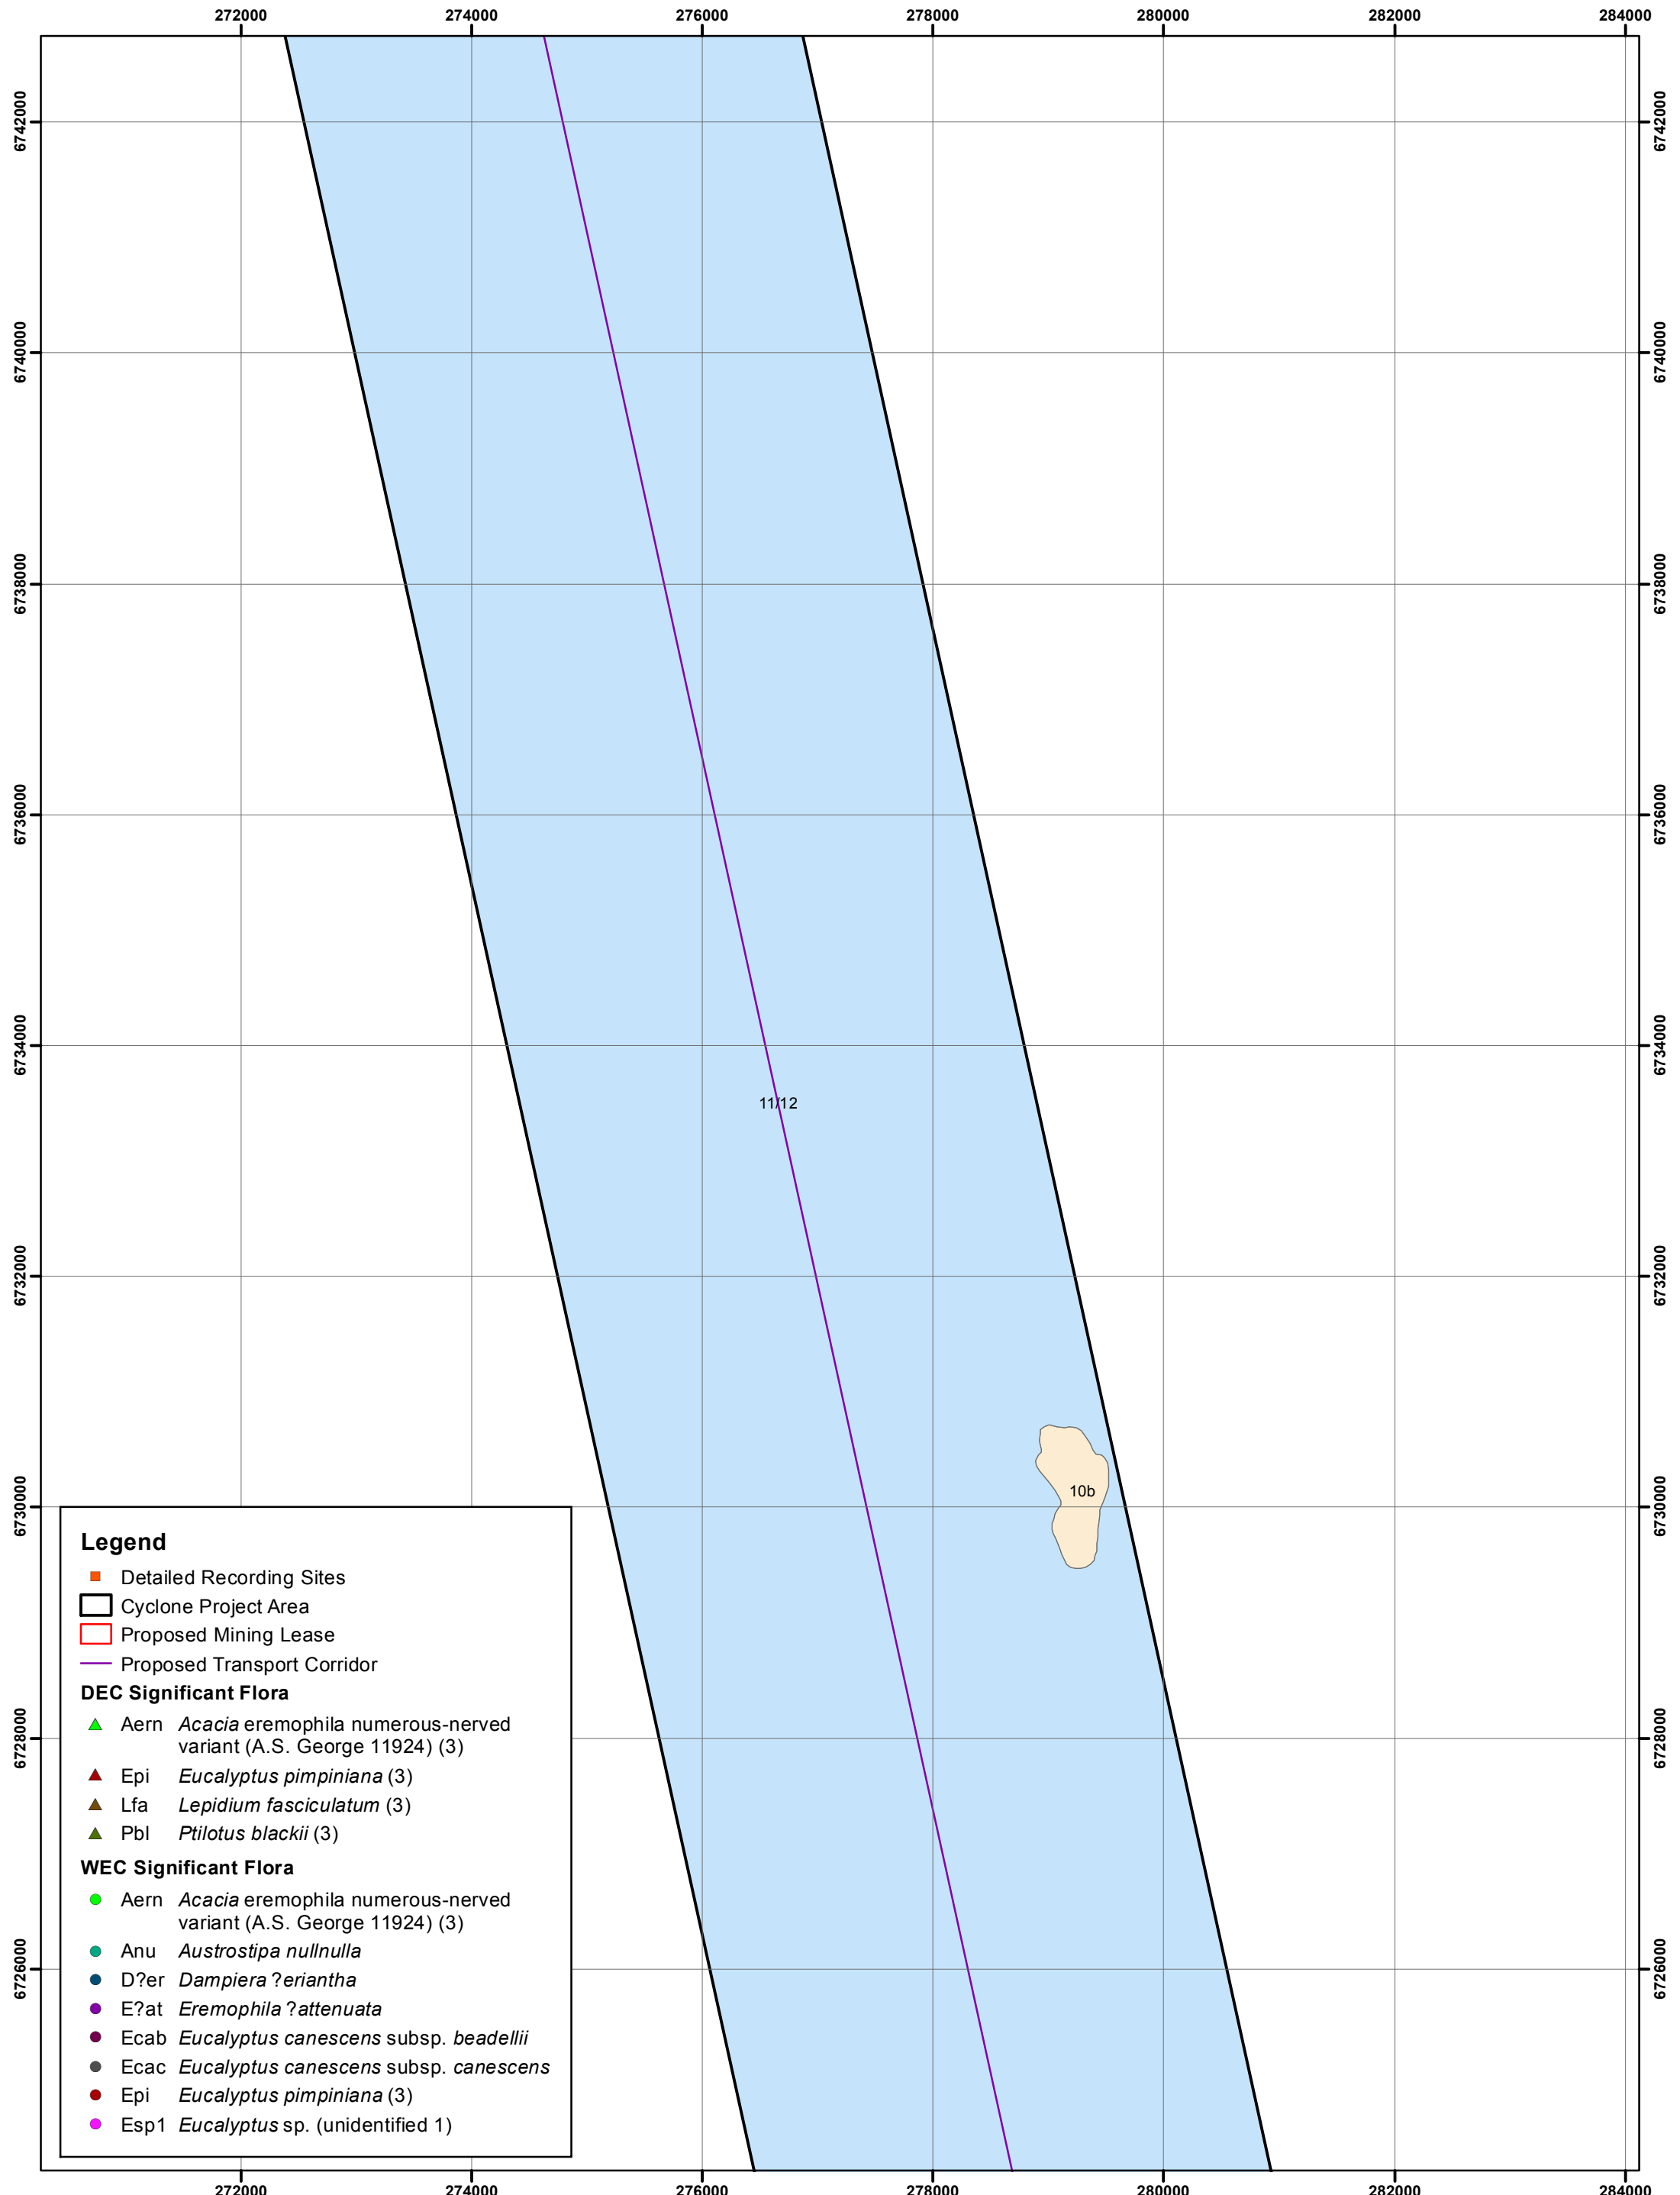 272000 274000 276000 278000 280000 282000 284000
6742000 6742000
6740000 6740000
6738000 6738000
6736000 6736000
6734000 6734000
11/12
6732000 6732000
10b
6730000 6730000
Legend
Detailed Recording Sites
Cyclone Project Area
Proposed Mining Lease
Proposed Transport Corridor
DEC Significant Flora
Aern Acacia eremophila numerous-nerved
variant (A.S. George 11924) (3)
6728000 6728000
Epi Eucalyptus pimpiniana (3)
Lfa Lepidium fasciculatum (3)
Pbl Ptilotus blackii (3)
WEC Significant Flora
Aern Acacia eremophila numerous-nerved
variant (A.S. George 11924) (3)
Anu Austrostipa nullnulla
6726000 6726000
D?er Dampiera ?eriantha
E?at Eremophila ?attenuata
Ecab Eucalyptus canescens subsp. beadellii
Ecac Eucalyptus canescens subsp. canescens
Epi Eucalyptus pimpiniana (3)
Esp1 Eucalyptus sp. (unidentified 1)
272000 274000 276000 278000 280000 282000 284000